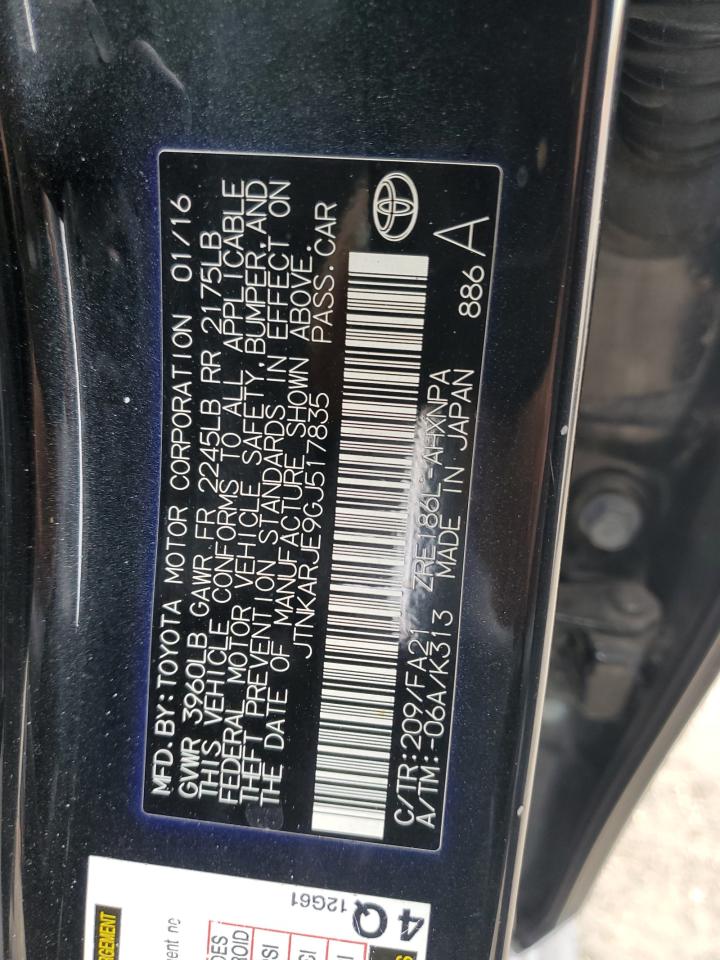 MFD. BY: TOYOTA MOTOR CORPORATION 01/16
GVWR 3960LB GAWR FR 2245LB RR 2175LB
THIS VEHICLE CONFORMS TO ALL APPLICABLE
FEDERAL MOTOR VEHICLE SAFETY, BUMPER, AND
THEFT PREVENTION STANDARDS IN EFFECT ON
THE DATE OF MANUFACTURE SHOWN ABOVE.
JTNKARJE9GJ517835 PASS. CAR
C/TR:209/FA21 ZRE186L-AHXNPA 886
A/TM:-06A/K313 MADE IN JAPAN A
4Q
12G61